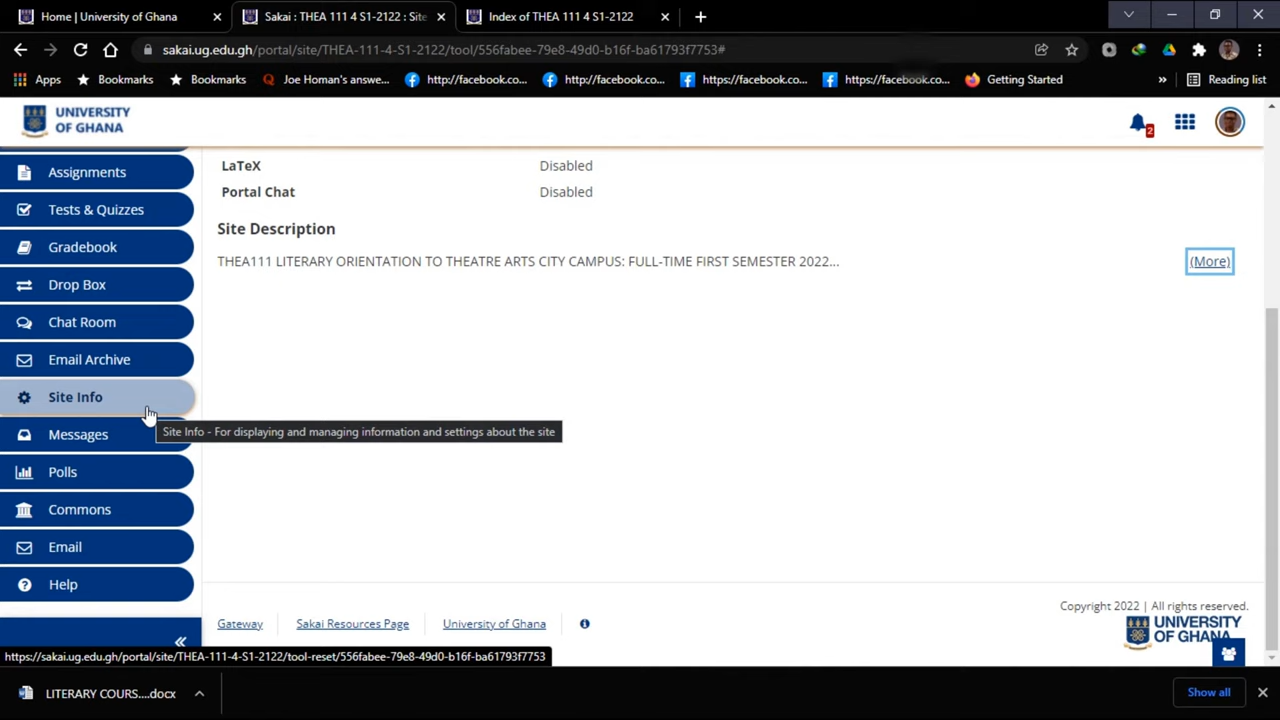 Home | University of Ghana
Sakai : THEA 111 4 S1-2122 : Site
Index of THEA 111 4 S1-2122
sakai.ug.edu.gh/portal/site/THEA-111-4-S1-2122/tool/556fabee-79e8-49d0-b16f-ba61793f7753#
Apps
Bookmarks
Bookmarks
Joe Homan's answe...
http://facebook.co...
http://facebook.co...
https://facebook.co...
https://facebook.co...
Getting Started
»
Reading list
UNIVERSITY
OF GHANA
2
Assignments
Tests & Quizzes
Gradebook
Drop Box
Chat Room
Email Archive
Site Info
Messages
Polls
Commons
Email
Help
LaTeX Disabled
Portal Chat Disabled
Site Description
THEA111 LITERARY ORIENTATION TO THEATRE ARTS CITY CAMPUS: FULL-TIME FIRST SEMESTER 2022... (More)
Site Info - For displaying and managing information and settings about the site
Gateway
Sakai Resources Page
University of Ghana
Copyright 2022 | All rights reserved.
UNIVERSITY
OF GHANA
https://sakai.ug.edu.gh/portal/site/THEA-111-4-S1-2122/tool-reset/556fabee-79e8-49d0-b16f-ba61793f7753
LITERARY COURS....docx
Show all